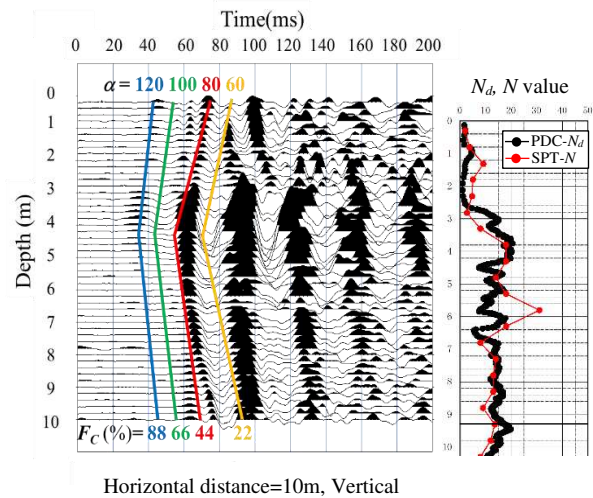 Time(ms)
0 20 40 60 80 100 120 140 160 180 200
α = 120 100 80 60
0
1
2
3
4
5
6
7
8
9
10
Depth (m)
F_C (%)= 88 66 44 22
N_d, N value
0 10 20 30 40 50
0
1
2
3
4
5
6
7
8
9
10
PDC-N_d
SPT-N
Horizontal distance=10m, Vertical